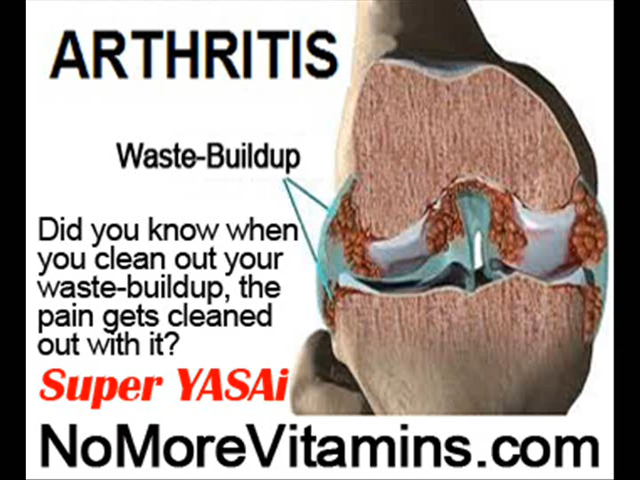 ARTHRITIS
Waste-Buildup
Did you know when
you clean out your
waste-buildup, the
pain gets cleaned
out with it?
Super YASAi
NoMoreVitamins.com